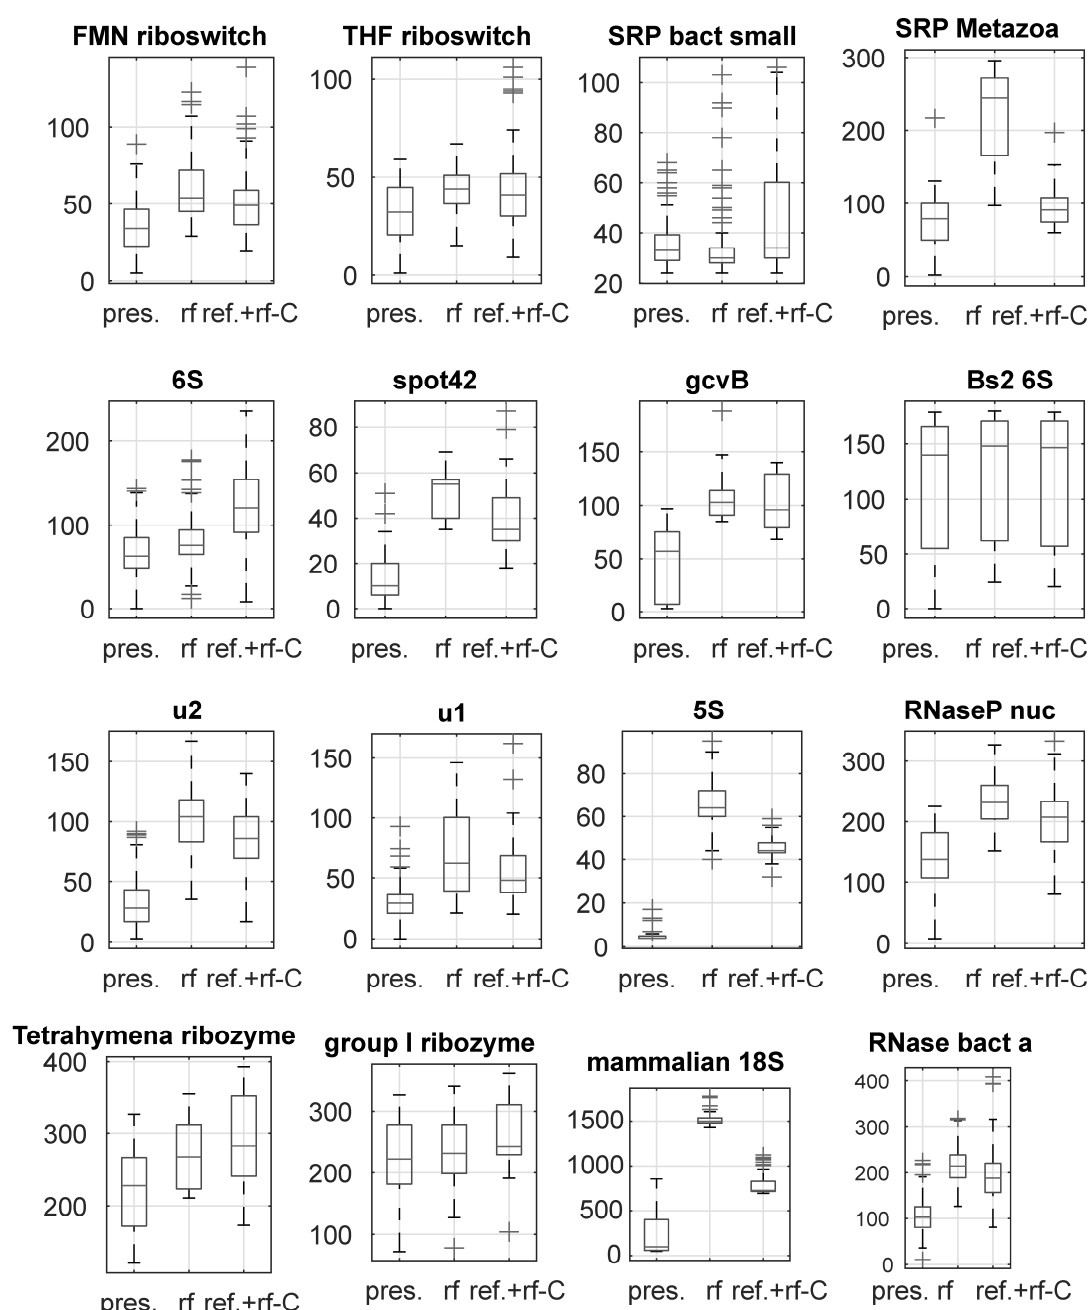 FMN riboswitch
100
50
0
pres. rf ref.+rf-C
THF riboswitch
100
50
0
pres. rf ref.+rf-C
SRP bact small
100
80
60
40
20
pres. rf ref.+rf-C
SRP Metazoa
300
200
100
0
pres. rf ref.+rf-C
6S
200
100
0
pres. rf ref.+rf-C
spot42
80
60
40
20
0
pres. rf ref.+rf-C
gcvB
150
100
50
0
pres. rf ref.+rf-C
Bs2 6S
150
100
50
0
pres. rf ref.+rf-C
u2
150
100
50
0
pres. rf ref.+rf-C
u1
150
100
50
0
pres. rf ref.+rf-C
5S
80
60
40
20
0
pres. rf ref.+rf-C
RNaseP nuc
300
200
100
0
pres. rf ref.+rf-C
Tetrahymena ribozyme
400
300
200
pres. rf ref.+rf-C
group I ribozyme
300
200
100
pres. rf ref.+rf-C
mammalian 18S
1500
1000
500
0
pres. rf ref.+rf-C
RNase bact a
400
300
200
100
0
pres. rf ref.+rf-C